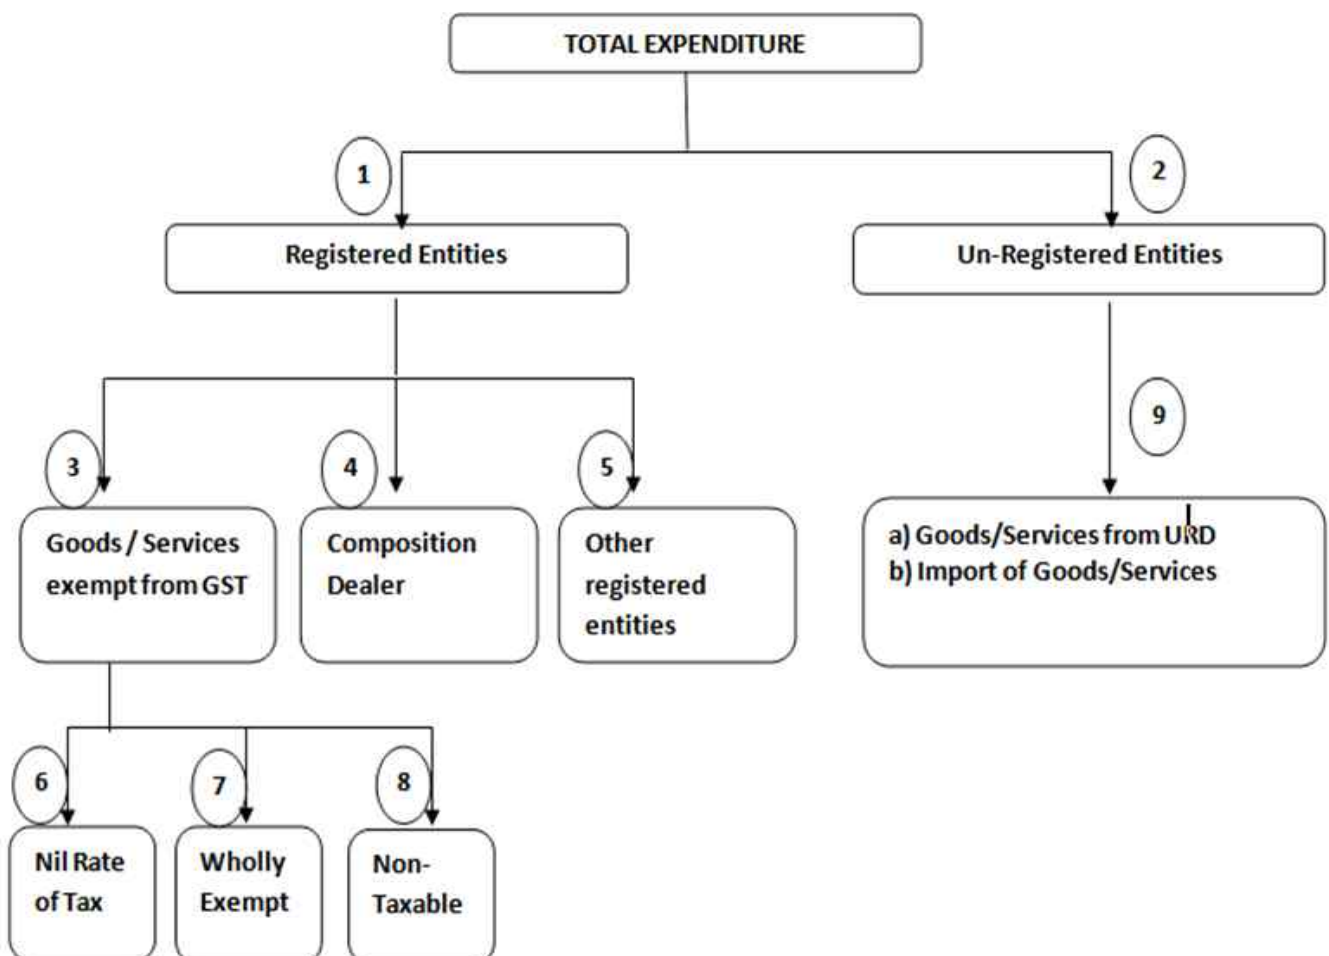 TOTAL EXPENDITURE
1
2
Registered Entities
Un-Registered Entities
3
4
5
9
Goods / Services
exempt from GST
Composition
Dealer
Other
registered
entities
a) Goods/Services from URD
b) Import of Goods/Services
6
7
8
Nil Rate
of Tax
Wholly
Exempt
Non-
Taxable